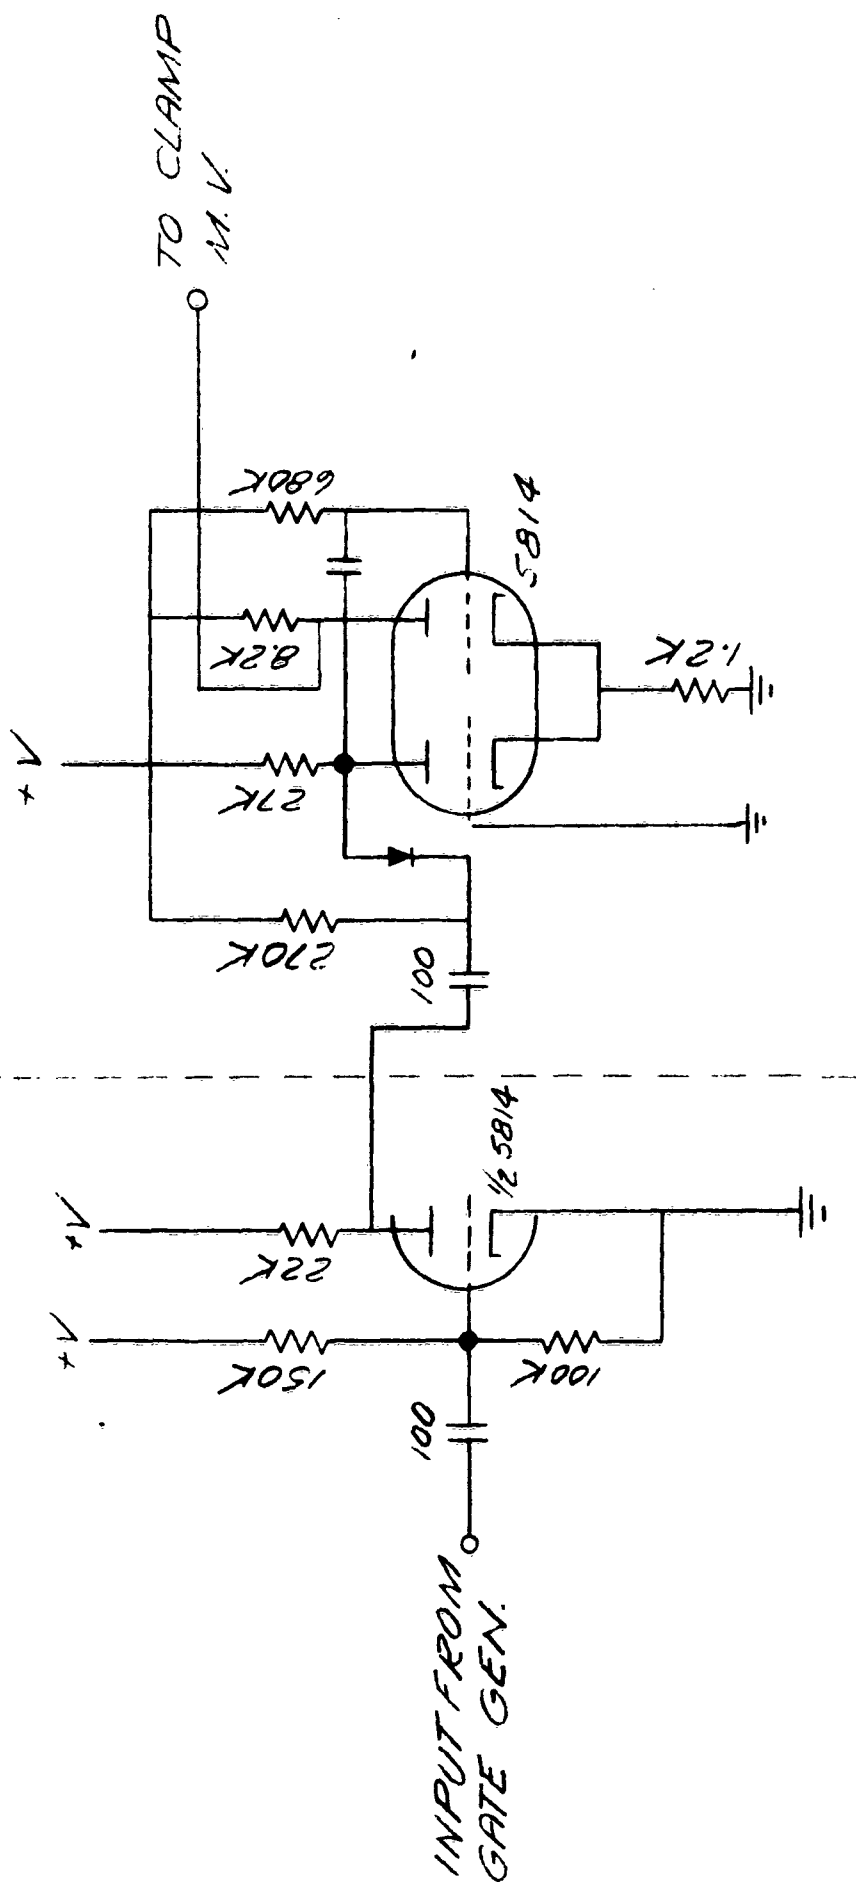 INPUT FROM
GATE GEN.
100
150K
100K
+V
22K
+V
1/2 5814
100
270K
27K
+V
8.2K
680K
5814
1.2K
TO CLAMP
M.V.